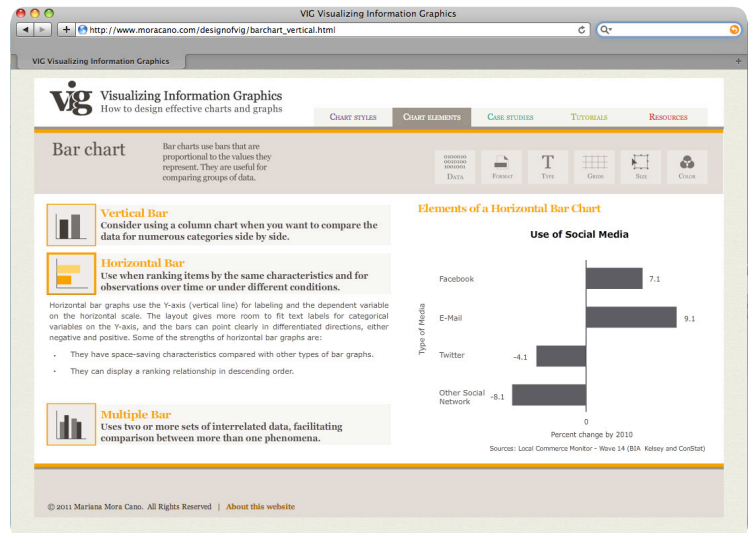 VIG Visualizing Information Graphics
http://www.moracano.com/designofvig/barchart_vertical.html
VIG Visualizing Information Graphics
vig
Visualizing Information Graphics
How to design effective charts and graphs
Chart styles
Chart elements
Case studies
Tutorials
Resources
Bar chart
Bar charts use bars that are
proportional to the values they
represent. They are useful for
comparing groups of data.
Data
Format
T
Type
Grids
Size
Color
Vertical Bar
Consider using a column chart when you want to compare the
data for numerous categories side by side.
Horizontal Bar
Use when ranking items by the same characteristics and for
observations over time or under different conditions.
Horizontal bar graphs use the Y-axis (vertical line) for labeling and the dependent variable
on the horizontal scale. The layout gives more room to fit text labels for categorical
variables on the Y-axis, and the bars can point clearly in differentiated directions, either
negative and positive. Some of the strengths of horizontal bar graphs are:
• They have space-saving characteristics compared with other types of bar graphs.
• They can display a ranking relationship in descending order.
Multiple Bar
Uses two or more sets of interrelated data, facilitating
comparison between more than one phenomena.
Elements of a Horizontal Bar Chart
Use of Social Media
Type of Media
Facebook
7.1
E-Mail
9.1
Twitter
-4.1
Other Social
Network
-8.1
0
Percent change by 2010
Sources: Local Commerce Monitor - Wave 14 (BIA Kelsey and ConStat)
© 2011 Mariana Mora Cano. All Rights Reserved | About this website